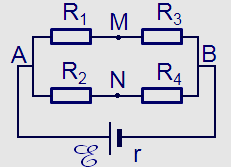 R₁ M R₃
A B
R₂ N R₄
ℰ r